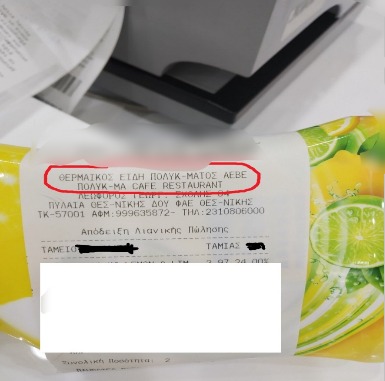 ΘΕΡΜΑΙΚΟΣ ΕΙΔΗ ΠΟΛΥΚ-ΜΑΤΟΣ ΑΕΒΕ
ΠΟΛΥΚ-ΜΑ CAFE RESTAURANT
ΛΕΩΦΟΡΟΣ
ΠΥΛΑΙΑ ΘΕΣ-ΝΙΚΗΣ ΔΟΥ ΦΑΕ ΘΕΣ-ΝΙΚΗΣ
ΤΚ-57001 ΑΦΜ:999635872- ΤΗΛ:2310806000
Απόδειξη Λιανικής Πώλησης
ΤΑΜΕΙΟ ΤΑΜΙΑΣ
Συνολική Ποσότητα: 2